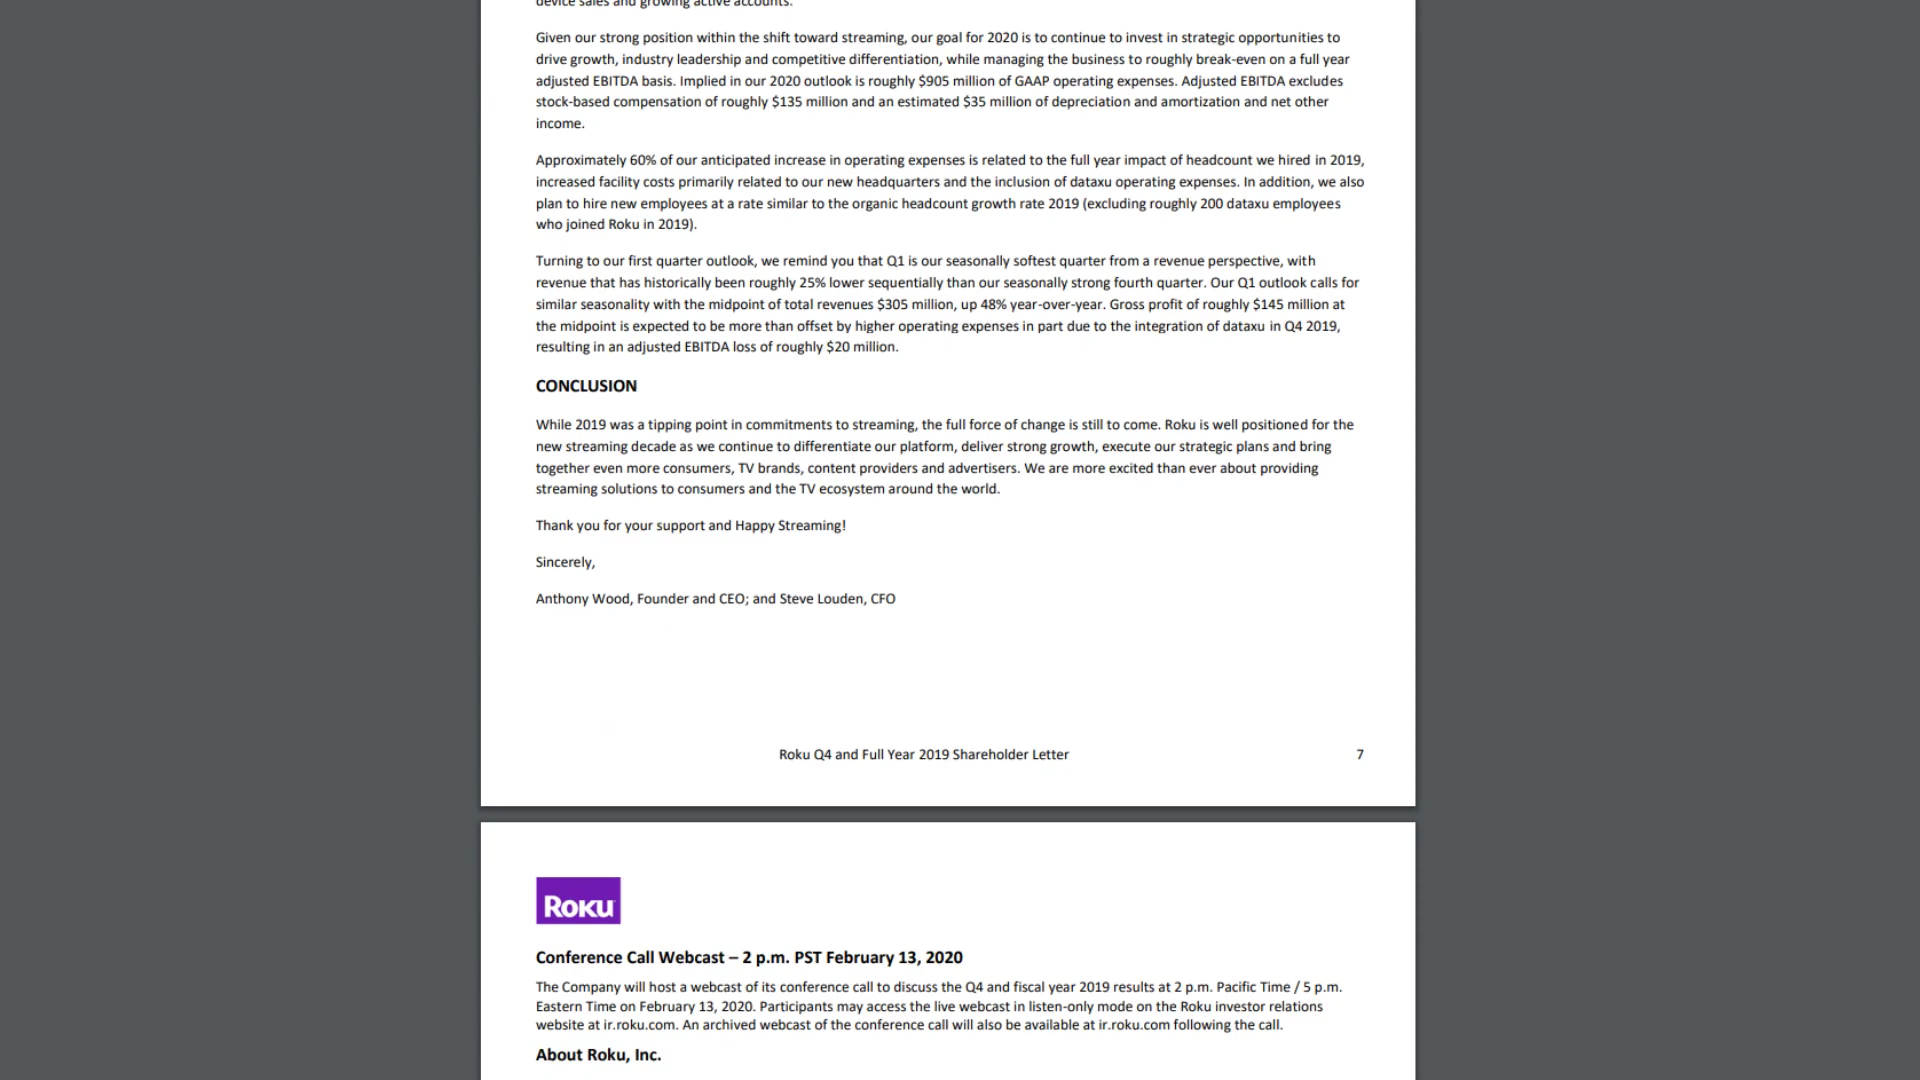 device sales and growing active accounts.
Given our strong position within the shift toward streaming, our goal for 2020 is to continue to invest in strategic opportunities to
drive growth, industry leadership and competitive differentiation, while managing the business to roughly break-even on a full year
adjusted EBITDA basis. Implied in our 2020 outlook is roughly $905 million of GAAP operating expenses. Adjusted EBITDA excludes
stock-based compensation of roughly $135 million and an estimated $35 million of depreciation and amortization and net other
income.
Approximately 60% of our anticipated increase in operating expenses is related to the full year impact of headcount we hired in 2019,
increased facility costs primarily related to our new headquarters and the inclusion of dataxu operating expenses. In addition, we also
plan to hire new employees at a rate similar to the organic headcount growth rate 2019 (excluding roughly 200 dataxu employees
who joined Roku in 2019).
Turning to our first quarter outlook, we remind you that Q1 is our seasonally softest quarter from a revenue perspective, with
revenue that has historically been roughly 25% lower sequentially than our seasonally strong fourth quarter. Our Q1 outlook calls for
similar seasonality with the midpoint of total revenues $305 million, up 48% year-over-year. Gross profit of roughly $145 million at
the midpoint is expected to be more than offset by higher operating expenses in part due to the integration of dataxu in Q4 2019,
resulting in an adjusted EBITDA loss of roughly $20 million.
CONCLUSION
While 2019 was a tipping point in commitments to streaming, the full force of change is still to come. Roku is well positioned for the
new streaming decade as we continue to differentiate our platform, deliver strong growth, execute our strategic plans and bring
together even more consumers, TV brands, content providers and advertisers. We are more excited than ever about providing
streaming solutions to consumers and the TV ecosystem around the world.
Thank you for your support and Happy Streaming!
Sincerely,
Anthony Wood, Founder and CEO; and Steve Louden, CFO
Roku Q4 and Full Year 2019 Shareholder Letter 7
ROKU
Conference Call Webcast – 2 p.m. PST February 13, 2020
The Company will host a webcast of its conference call to discuss the Q4 and fiscal year 2019 results at 2 p.m. Pacific Time / 5 p.m.
Eastern Time on February 13, 2020. Participants may access the live webcast in listen-only mode on the Roku investor relations
website at ir.roku.com. An archived webcast of the conference call will also be available at ir.roku.com following the call.
About Roku, Inc.